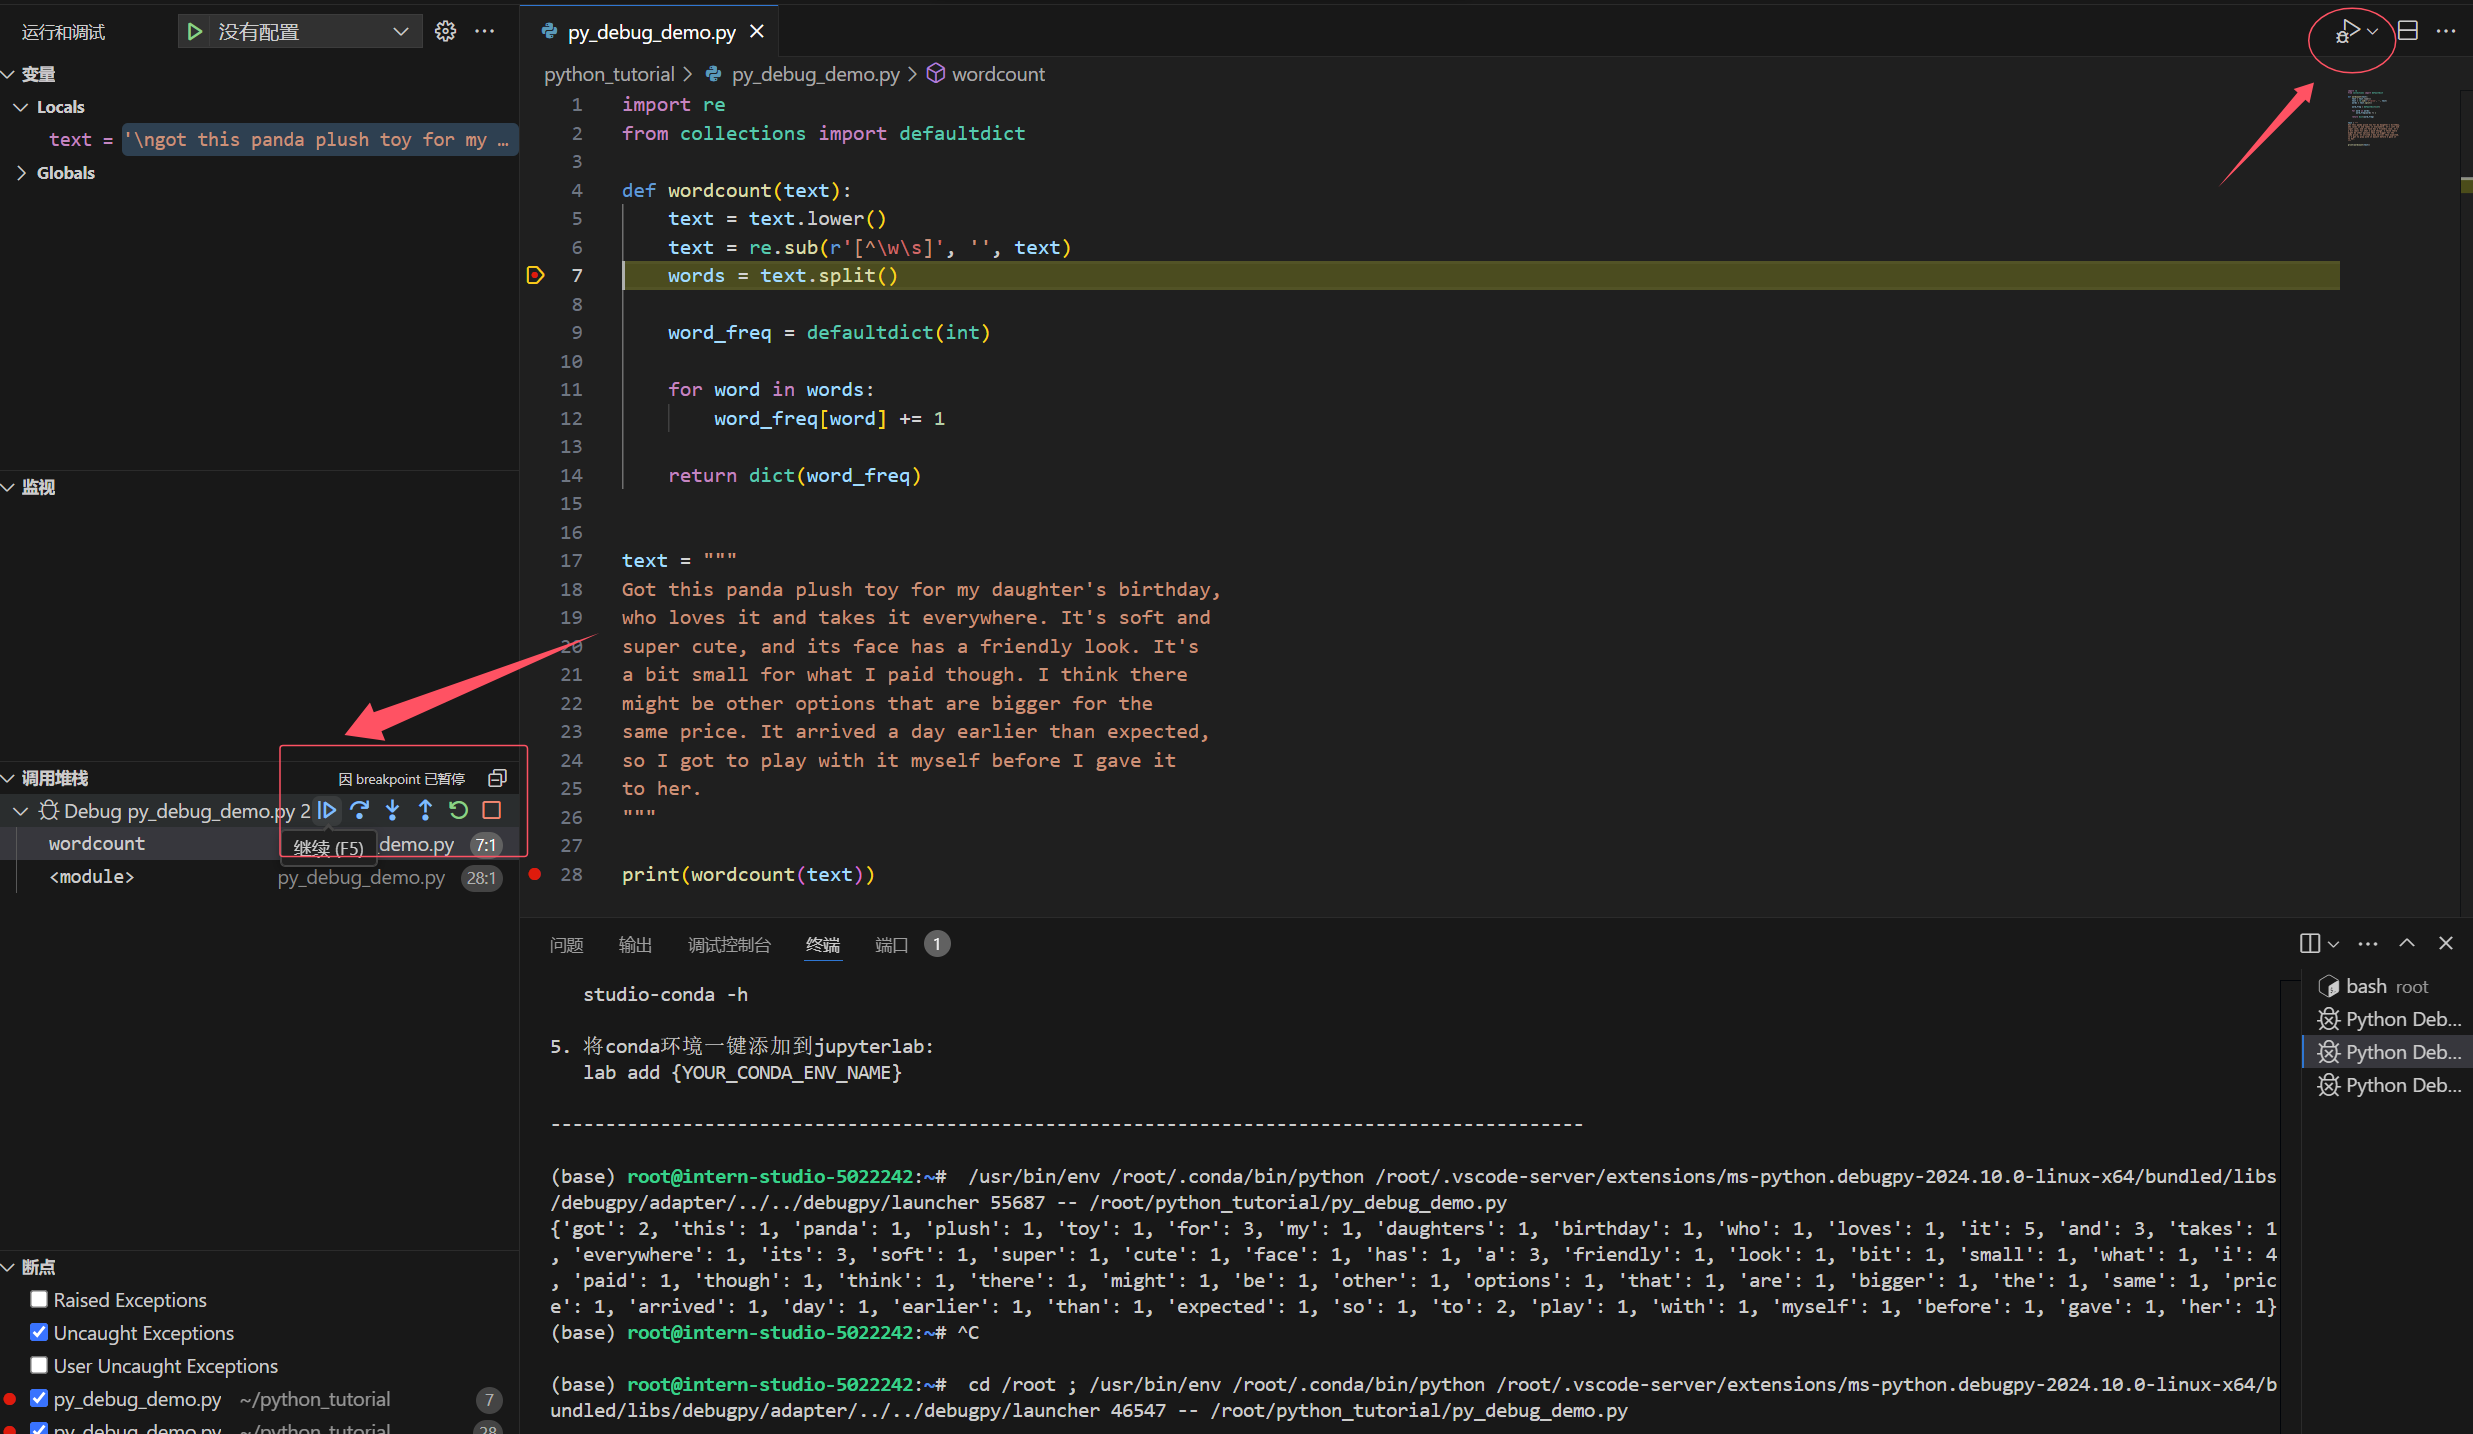 运行和调试
没有配置
变量
Locals
text = '\ngot this panda plush toy for my …
Globals
监视
调用堆栈
因 breakpoint 已暂停
Debug py_debug_demo.py 2
wordcount
demo.py 7:1
继续 (F5)
<module> py_debug_demo.py 28:1
断点
Raised Exceptions
Uncaught Exceptions
User Uncaught Exceptions
py_debug_demo.py ~/python_tutorial 7
py_debug_demo.py ~/python_tutorial 28
py_debug_demo.py
python_tutorial > py_debug_demo.py > wordcount
1 import re
2 from collections import defaultdict
3
4 def wordcount(text):
5 text = text.lower()
6 text = re.sub(r'[^\w\s]', '', text)
7 words = text.split()
8
9 word_freq = defaultdict(int)
10
11 for word in words:
12 word_freq[word] += 1
13
14 return dict(word_freq)
15
16
17 text = """
18 Got this panda plush toy for my daughter's birthday,
19 who loves it and takes it everywhere. It's soft and
20 super cute, and its face has a friendly look. It's
21 a bit small for what I paid though. I think there
22 might be other options that are bigger for the
23 same price. It arrived a day earlier than expected,
24 so I got to play with it myself before I gave it
25 to her.
26 """
27
28 print(wordcount(text))
问题 输出 调试控制台 终端 端口 1
studio-conda -h
5. 将conda环境一键添加到jupyterlab:
lab add {YOUR_CONDA_ENV_NAME}
----------------------------------------------------------------------------------------------
(base) root@intern-studio-5022242:~# /usr/bin/env /root/.conda/bin/python /root/.vscode-server/extensions/ms-python.debugpy-2024.10.0-linux-x64/bundled/libs
/debugpy/adapter/../../debugpy/launcher 55687 -- /root/python_tutorial/py_debug_demo.py
{'got': 2, 'this': 1, 'panda': 1, 'plush': 1, 'toy': 1, 'for': 3, 'my': 1, 'daughters': 1, 'birthday': 1, 'who': 1, 'loves': 1, 'it': 5, 'and': 3, 'takes': 1
, 'everywhere': 1, 'its': 3, 'soft': 1, 'super': 1, 'cute': 1, 'face': 1, 'has': 1, 'a': 3, 'friendly': 1, 'look': 1, 'bit': 1, 'small': 1, 'what': 1, 'i': 4
, 'paid': 1, 'though': 1, 'think': 1, 'there': 1, 'might': 1, 'be': 1, 'other': 1, 'options': 1, 'that': 1, 'are': 1, 'bigger': 1, 'the': 1, 'same': 1, 'pric
e': 1, 'arrived': 1, 'day': 1, 'earlier': 1, 'than': 1, 'expected': 1, 'so': 1, 'to': 2, 'play': 1, 'with': 1, 'myself': 1, 'before': 1, 'gave': 1, 'her': 1}
(base) root@intern-studio-5022242:~# ^C
(base) root@intern-studio-5022242:~# cd /root ; /usr/bin/env /root/.conda/bin/python /root/.vscode-server/extensions/ms-python.debugpy-2024.10.0-linux-x64/b
undled/libs/debugpy/adapter/../../debugpy/launcher 46547 -- /root/python_tutorial/py_debug_demo.py
bash root
Python Deb...
Python Deb...
Python Deb...